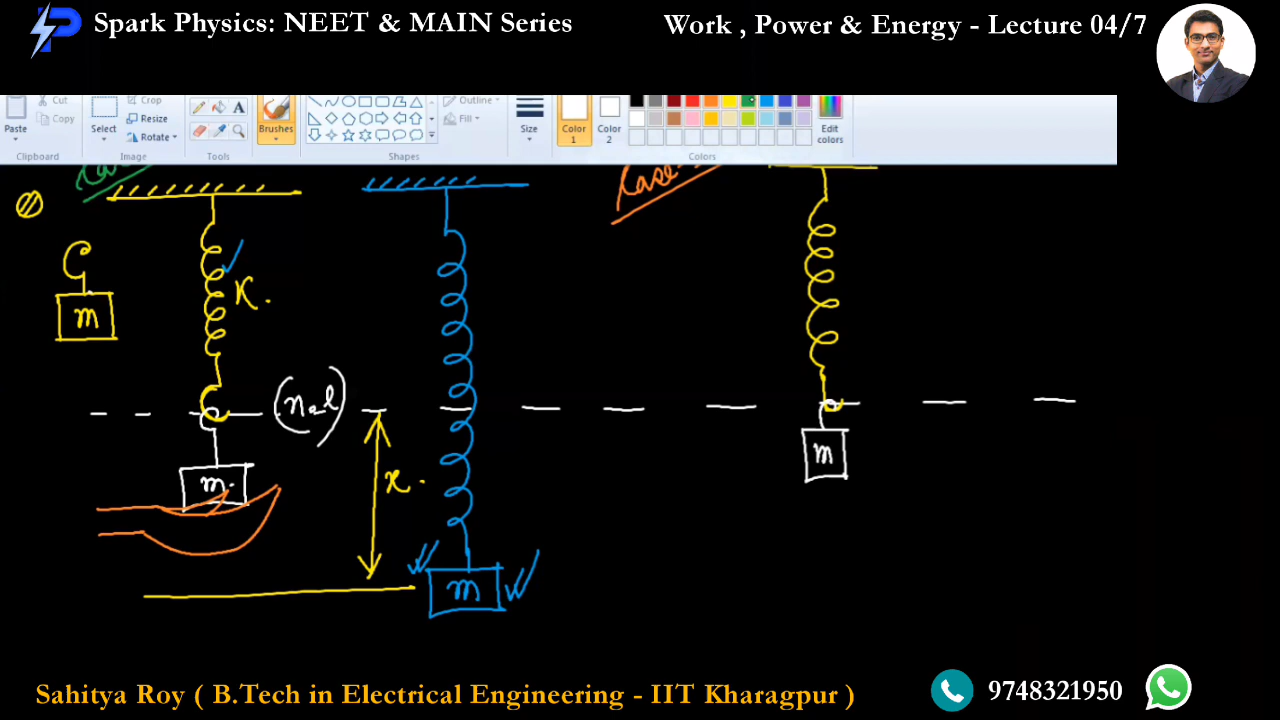 Spark Physics: NEET & MAIN Series
Work , Power & Energy - Lecture 04/7
Paste
Cut
Copy
Clipboard
Select
Crop
Resize
Rotate
Image
A
Tools
Brushes
Outline
Fill
Shapes
Size
Color
1
Color
2
Edit
colors
Colors
Case
m
K.
m
x.
m
m
Sahitya Roy ( B.Tech in Electrical Engineering - IIT Kharagpur )
9748321950